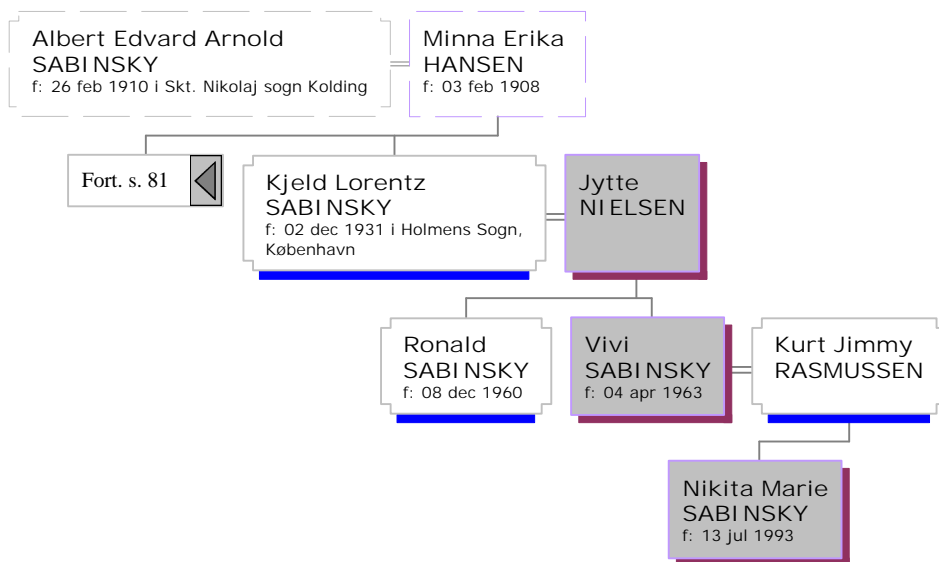 Albert Edvard Arnold
SABINSKY
f: 26 feb 1910 i Skt. Nikolaj sogn Kolding
Minna Erika
HANSEN
f: 03 feb 1908
Fort. s. 81
Kjeld Lorentz
SABINSKY
f: 02 dec 1931 i Holmens Sogn,
København
Jytte
NIELSEN
Ronald
SABINSKY
f: 08 dec 1960
Vivi
SABINSKY
f: 04 apr 1963
Kurt Jimmy
RASMUSSEN
Nikita Marie
SABINSKY
f: 13 jul 1993